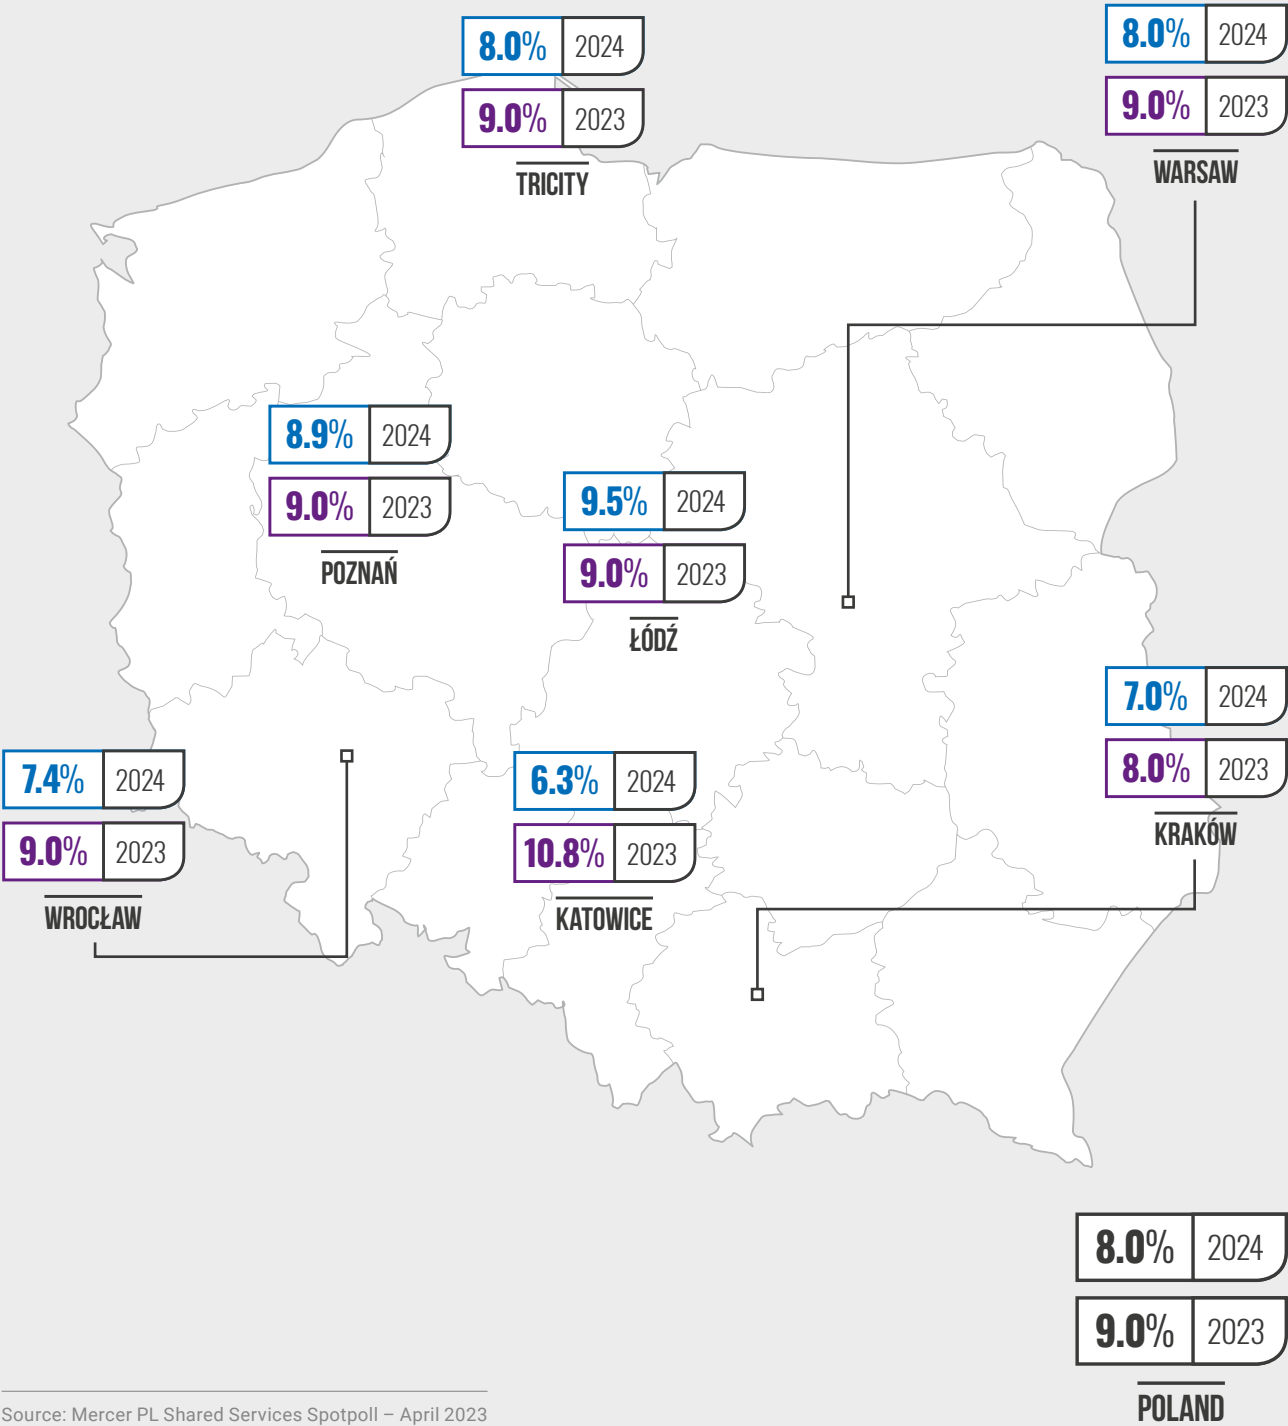 8.0% 2024
9.0% 2023
TRICITY
8.0% 2024
9.0% 2023
WARSAW
8.9% 2024
9.0% 2023
POZNAŃ
9.5% 2024
9.0% 2023
ŁÓDŹ
7.0% 2024
8.0% 2023
KRAKÓW
7.4% 2024
9.0% 2023
WROCŁAW
6.3% 2024
10.8% 2023
KATOWICE
8.0% 2024
9.0% 2023
POLAND
Source: Mercer PL Shared Services Spotpoll – April 2023